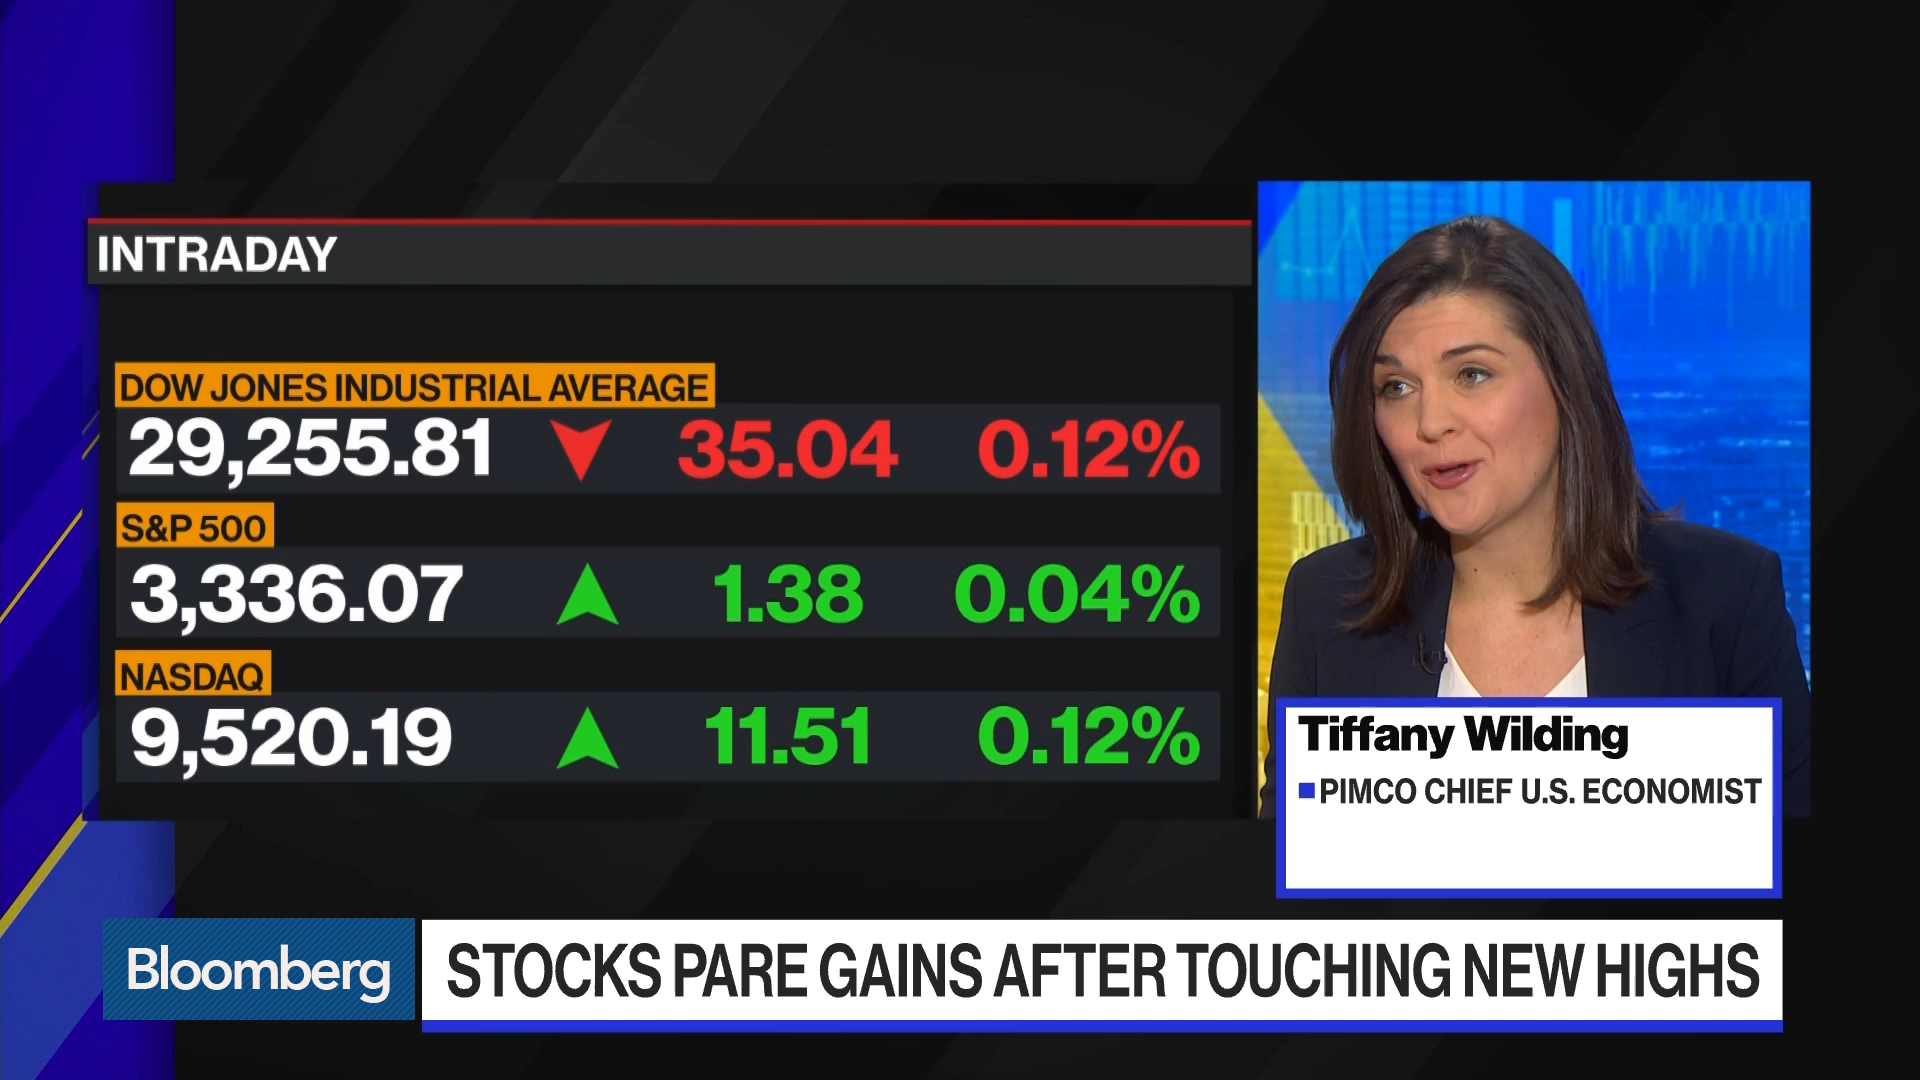 INTRADAY
DOW JONES INDUSTRIAL AVERAGE
29,255.81 35.04 0.12%
S&P 500
3,336.07 1.38 0.04%
NASDAQ
9,520.19 11.51 0.12%
Tiffany Wilding
PIMCO CHIEF U.S. ECONOMIST
Bloomberg
STOCKS PARE GAINS AFTER TOUCHING NEW HIGHS